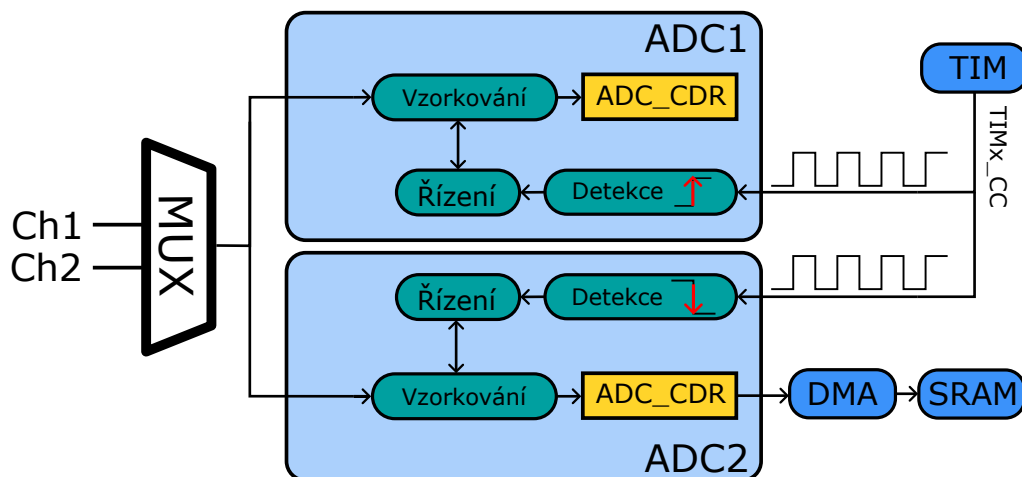 ADC1
TIM
Vzorkování
ADC_CDR
TIMx_CC
Řízení
Detekce
Ch1
Ch2
MUX
Řízení
Detekce
Vzorkování
ADC_CDR
DMA
SRAM
ADC2